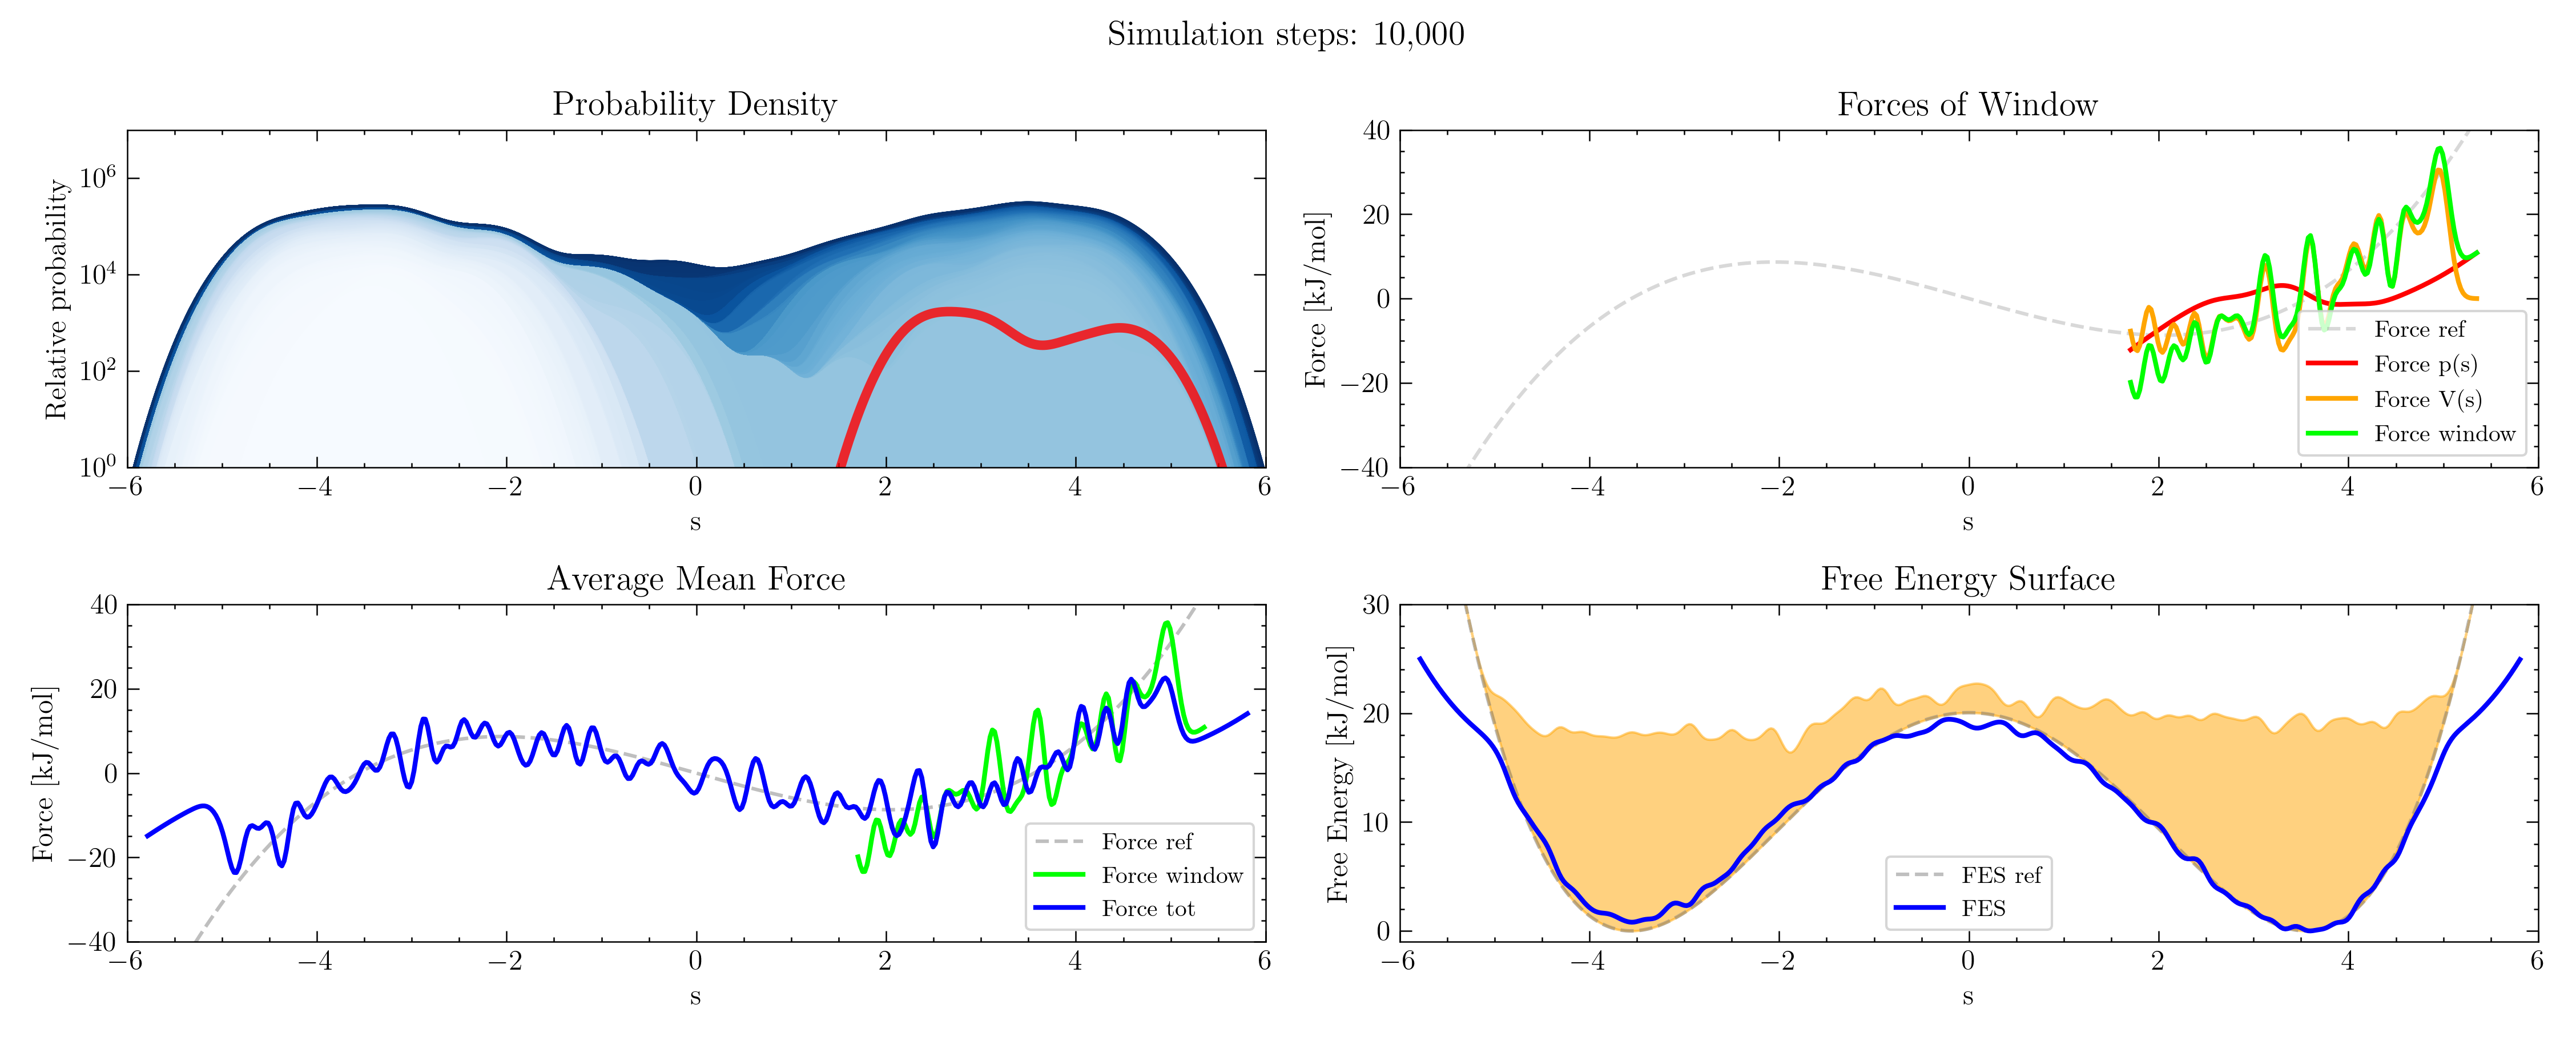 Simulation steps: 10,000
Probability Density
Relative probability
10^6
10^4
10^2
10^0
−6 −4 −2 0 2 4 6
s
Forces of Window
Force [kJ/mol]
40
20
0
−20
−40
Force ref
Force p(s)
Force V(s)
Force window
−6 −4 −2 0 2 4 6
s
Average Mean Force
Force [kJ/mol]
40
20
0
−20
−40
Force ref
Force window
Force tot
−6 −4 −2 0 2 4 6
s
Free Energy Surface
Free Energy [kJ/mol]
30
20
10
0
FES ref
FES
−6 −4 −2 0 2 4 6
s